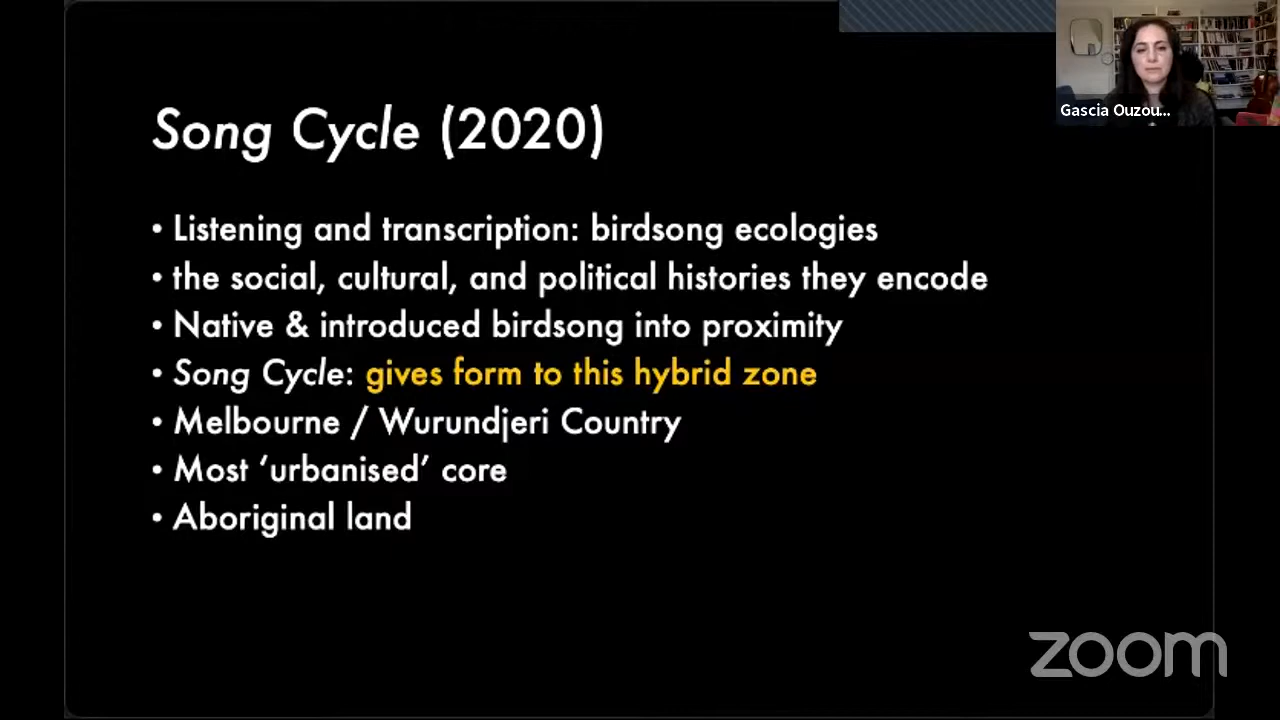 Gascia Ouzou...
Song Cycle (2020)
• Listening and transcription: birdsong ecologies
• the social, cultural, and political histories they encode
• Native & introduced birdsong into proximity
• Song Cycle: gives form to this hybrid zone
• Melbourne / Wurundjeri Country
• Most ‘urbanised’ core
• Aboriginal land
zoom